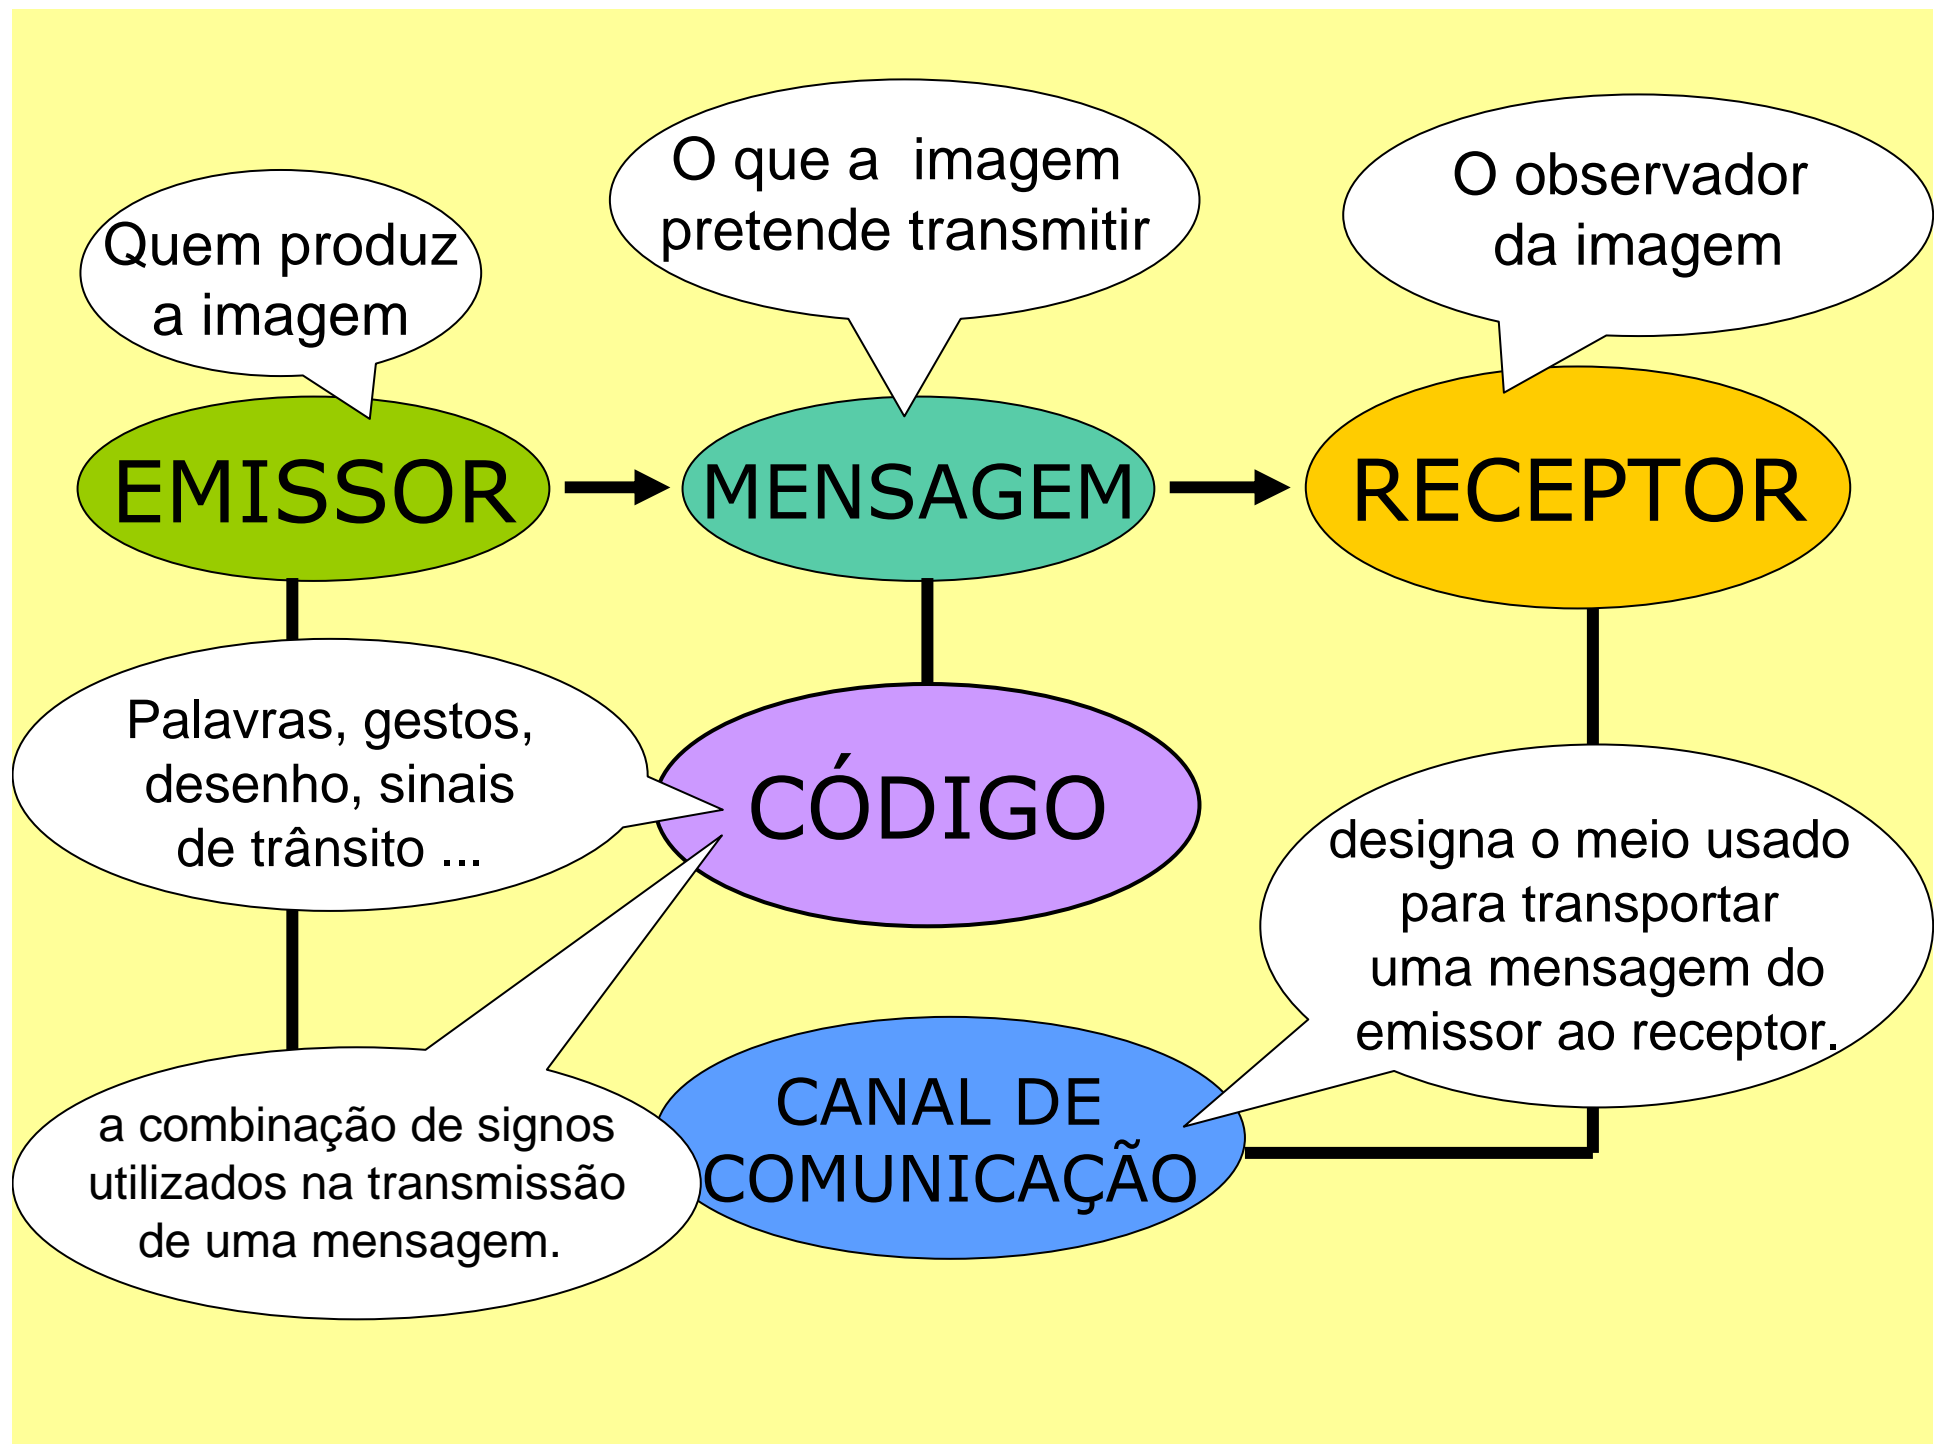 Quem produz
a imagem
O que a imagem
pretende transmitir
O observador
da imagem
EMISSOR
MENSAGEM
RECEPTOR
Palavras, gestos,
desenho, sinais
de trânsito ...
CÓDIGO
designa o meio usado
para transportar
uma mensagem do
emissor ao receptor.
a combinação de signos
utilizados na transmissão
de uma mensagem.
CANAL DE
COMUNICAÇÃO